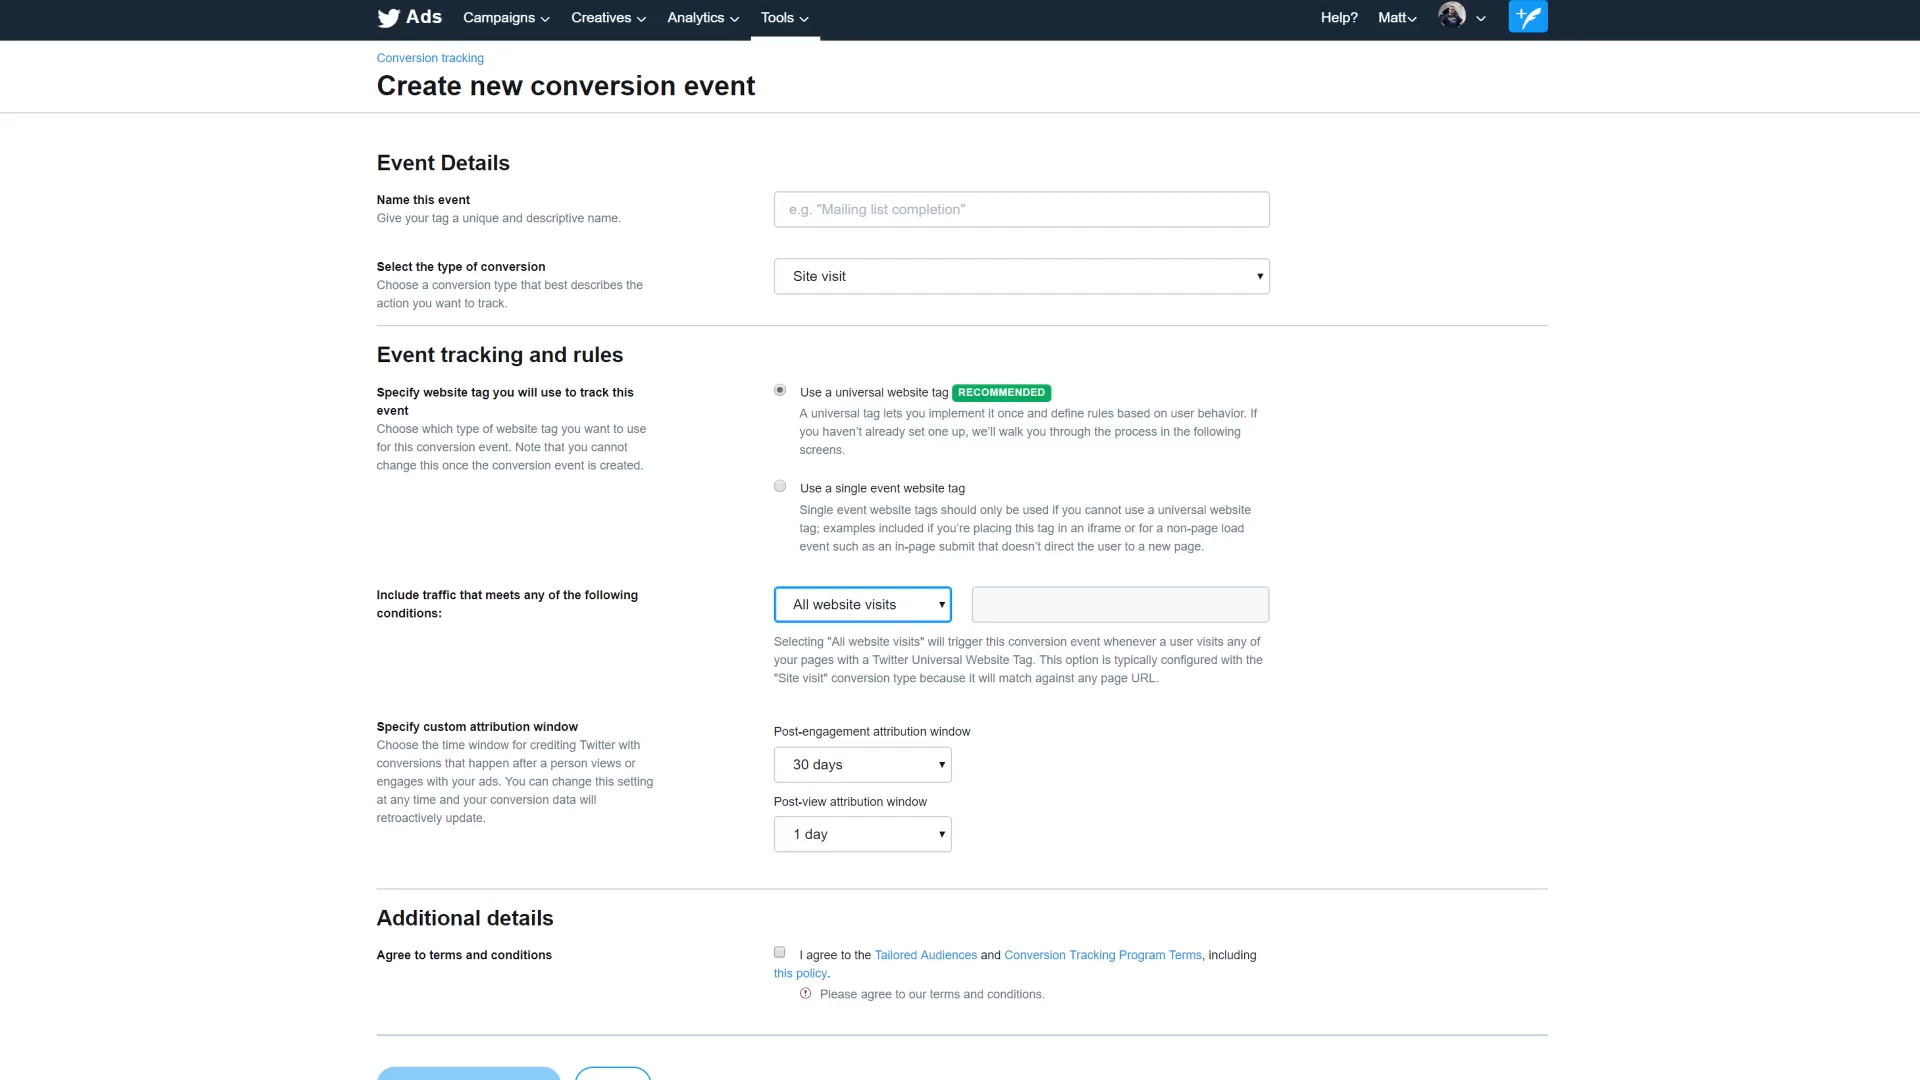 Ads Campaigns Creatives Analytics Tools Help? Matt
Conversion tracking
Create new conversion event
Event Details
Name this event
Give your tag a unique and descriptive name.
e.g. "Mailing list completion"
Select the type of conversion
Choose a conversion type that best describes the
action you want to track.
Site visit
Event tracking and rules
Specify website tag you will use to track this
event
Choose which type of website tag you want to use
for this conversion event. Note that you cannot
change this once the conversion event is created.
Use a universal website tag RECOMMENDED
A universal tag lets you implement it once and define rules based on user behavior. If
you haven’t already set one up, we’ll walk you through the process in the following
screens.
Use a single event website tag
Single event website tags should only be used if you cannot use a universal website
tag; examples included if you’re placing this tag in an iframe or for a non-page load
event such as an in-page submit that doesn’t direct the user to a new page.
Include traffic that meets any of the following
conditions:
All website visits
Selecting "All website visits" will trigger this conversion event whenever a user visits any of
your pages with a Twitter Universal Website Tag. This option is typically configured with the
"Site visit" conversion type because it will match against any page URL.
Specify custom attribution window
Choose the time window for crediting Twitter with
conversions that happen after a person views or
engages with your ads. You can change this setting
at any time and your conversion data will
retroactively update.
Post-engagement attribution window
30 days
Post-view attribution window
1 day
Additional details
Agree to terms and conditions
I agree to the Tailored Audiences and Conversion Tracking Program Terms, including
this policy.
Please agree to our terms and conditions.